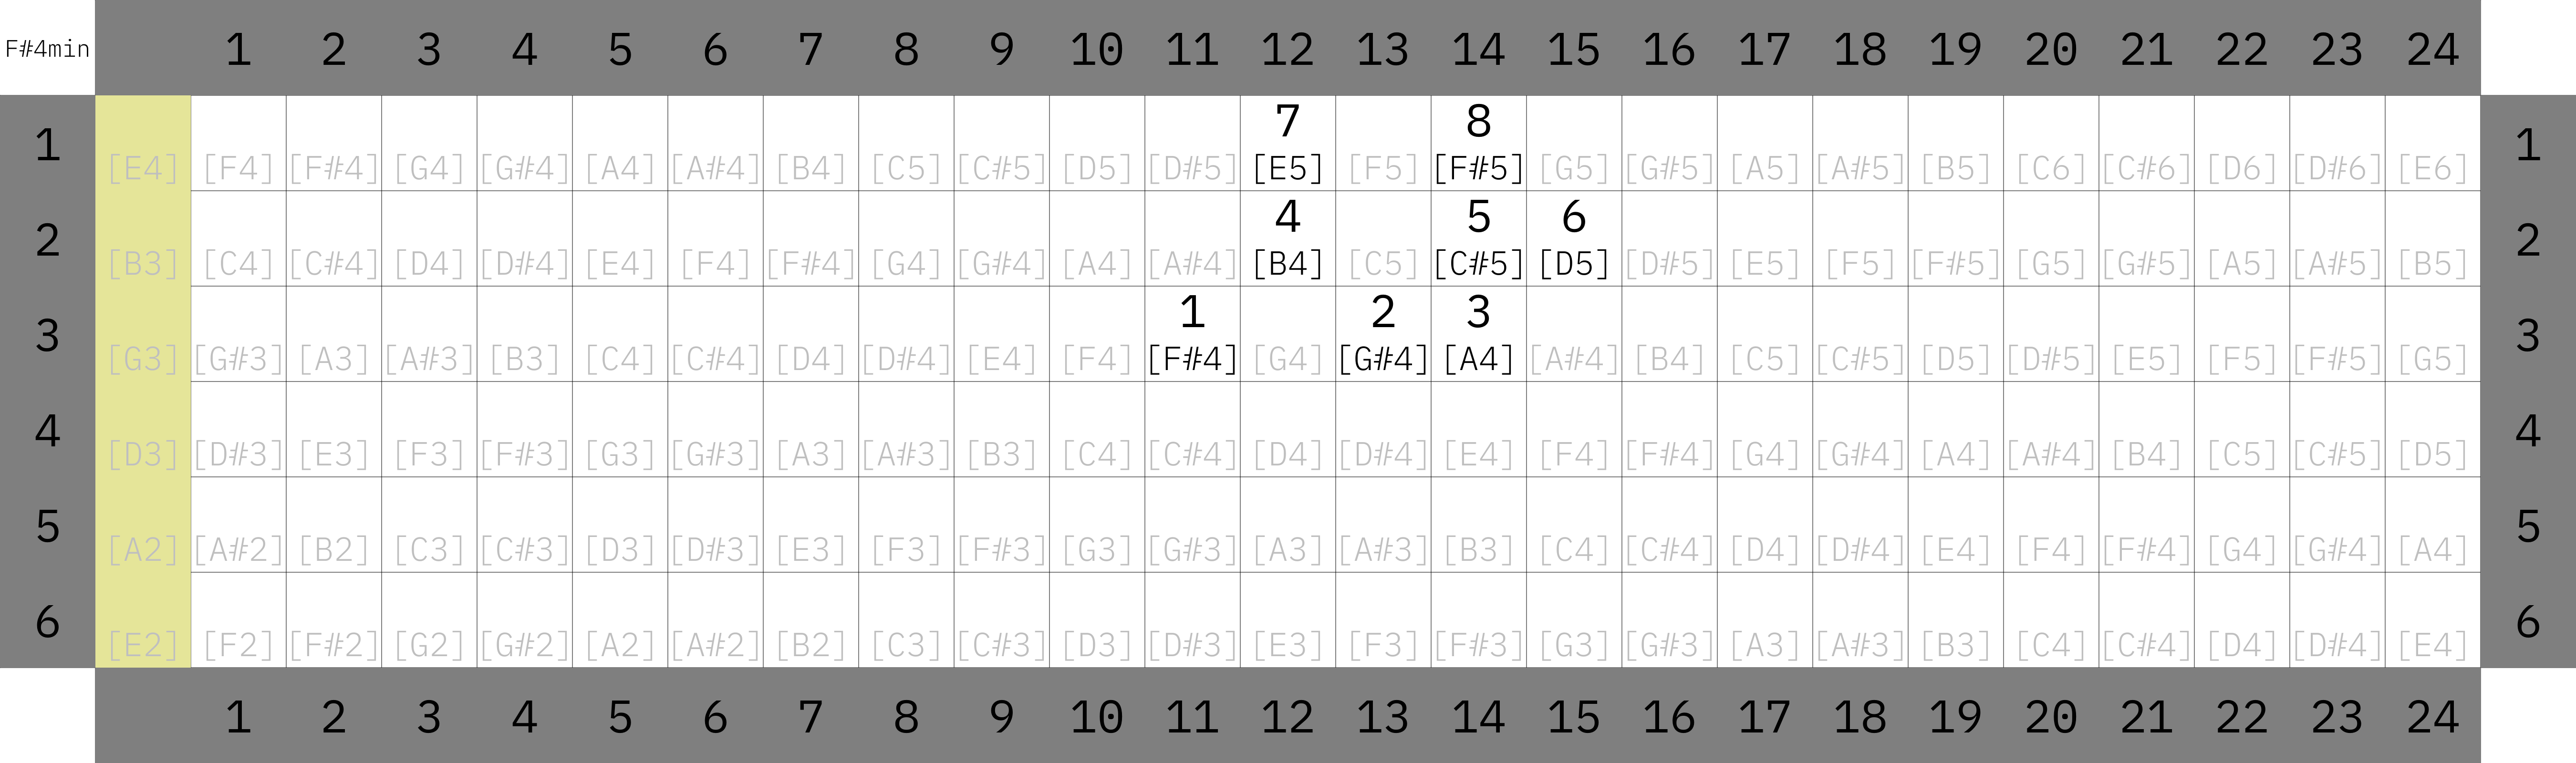 F#4min 1 2 3 4 5 6 7 8 9 10 11 12 13 14 15 16 17 18 19 20 21 22 23 24
7 8
1 [E4] [F4] [F#4] [G4] [G#4] [A4] [A#4] [B4] [C5] [C#5] [D5] [D#5] [E5] [F5] [F#5] [G5] [G#5] [A5] [A#5] [B5] [C6] [C#6] [D6] [D#6] [E6] 1
4 5 6
2 [B3] [C4] [C#4] [D4] [D#4] [E4] [F4] [F#4] [G4] [G#4] [A4] [A#4] [B4] [C5] [C#5] [D5] [D#5] [E5] [F5] [F#5] [G5] [G#5] [A5] [A#5] [B5] 2
1 2 3
3 [G3] [G#3] [A3] [A#3] [B3] [C4] [C#4] [D4] [D#4] [E4] [F4] [F#4] [G4] [G#4] [A4] [A#4] [B4] [C5] [C#5] [D5] [D#5] [E5] [F5] [F#5] [G5] 3
4 [D3] [D#3] [E3] [F3] [F#3] [G3] [G#3] [A3] [A#3] [B3] [C4] [C#4] [D4] [D#4] [E4] [F4] [F#4] [G4] [G#4] [A4] [A#4] [B4] [C5] [C#5] [D5] 4
5 [A2] [A#2] [B2] [C3] [C#3] [D3] [D#3] [E3] [F3] [F#3] [G3] [G#3] [A3] [A#3] [B3] [C4] [C#4] [D4] [D#4] [E4] [F4] [F#4] [G4] [G#4] [A4] 5
6 [E2] [F2] [F#2] [G2] [G#2] [A2] [A#2] [B2] [C3] [C#3] [D3] [D#3] [E3] [F3] [F#3] [G3] [G#3] [A3] [A#3] [B3] [C4] [C#4] [D4] [D#4] [E4] 6
1 2 3 4 5 6 7 8 9 10 11 12 13 14 15 16 17 18 19 20 21 22 23 24